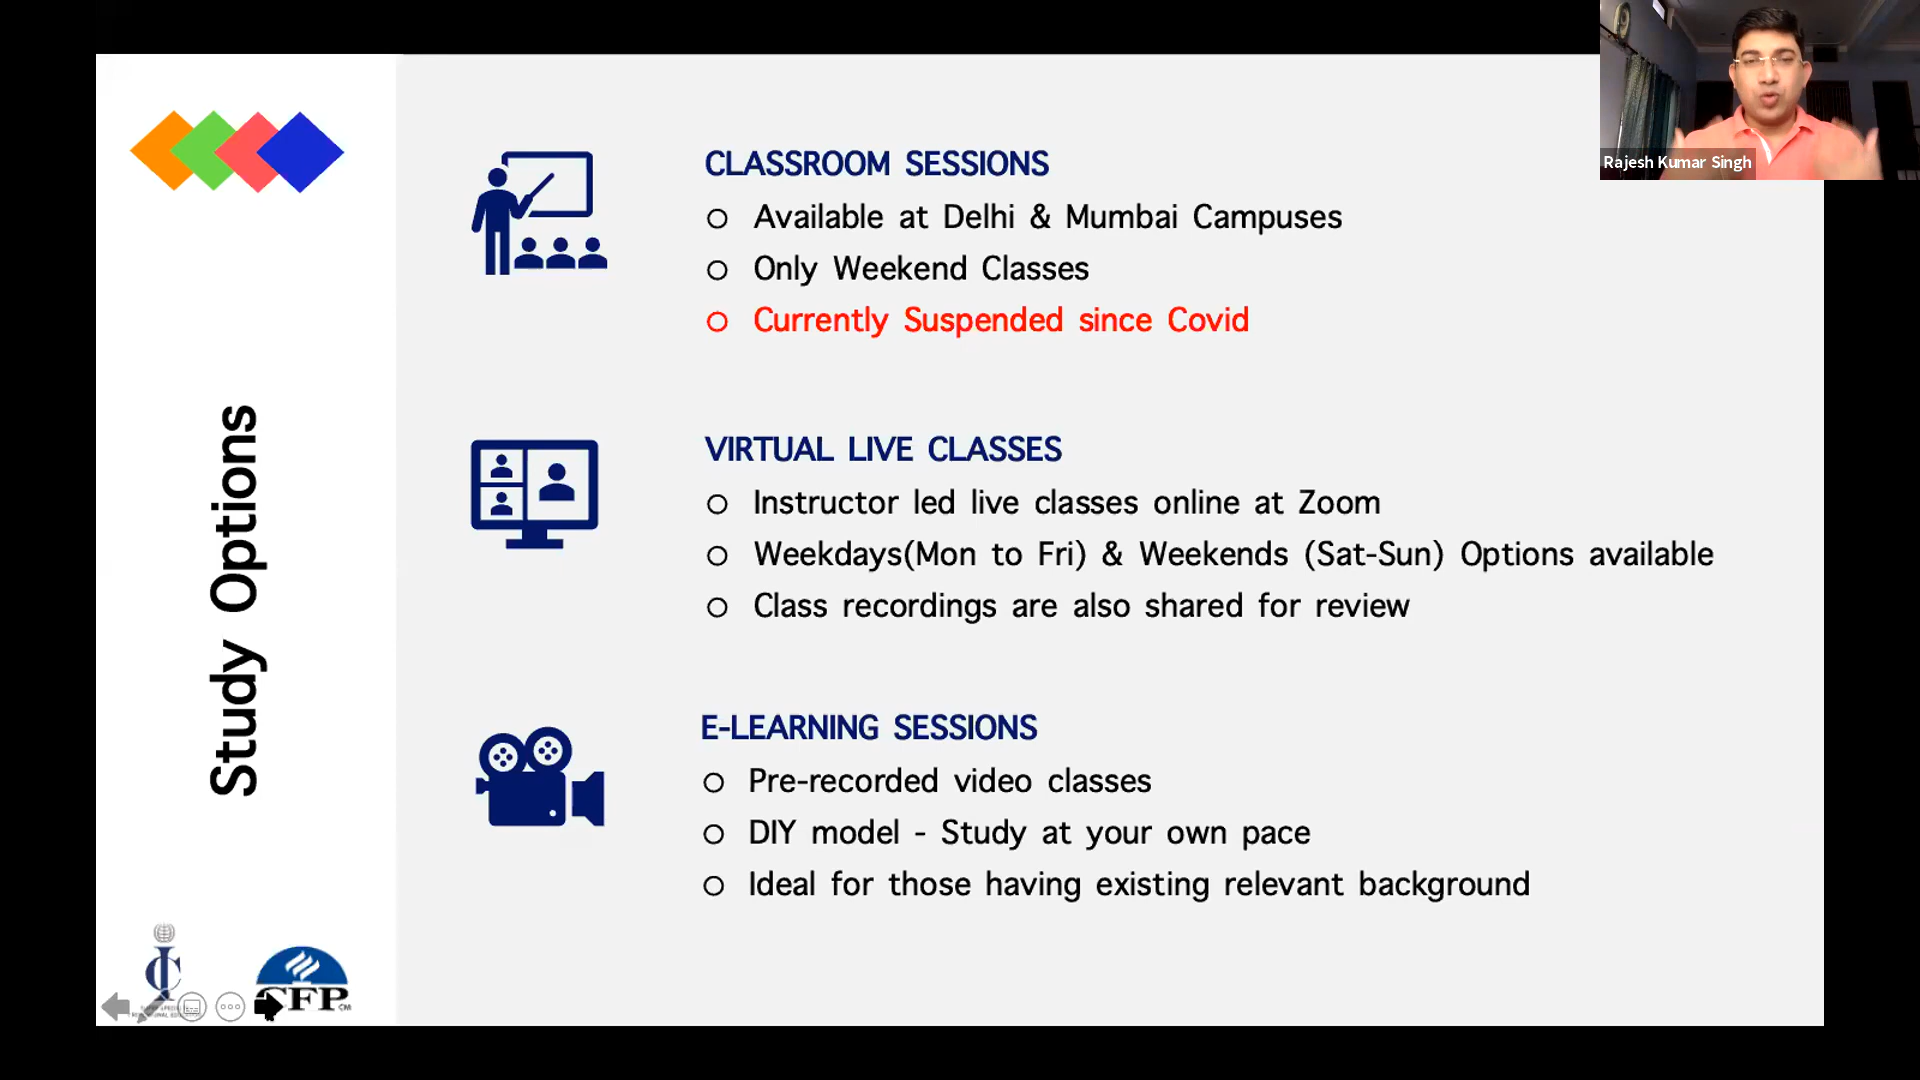 Rajesh Kumar Singh
Study Options
CLASSROOM SESSIONS
Available at Delhi & Mumbai Campuses
Only Weekend Classes
Currently Suspended since Covid
VIRTUAL LIVE CLASSES
Instructor led live classes online at Zoom
Weekdays(Mon to Fri) & Weekends (Sat-Sun) Options available
Class recordings are also shared for review
E-LEARNING SESSIONS
Pre-recorded video classes
DIY model - Study at your own pace
Ideal for those having existing relevant background
CFP